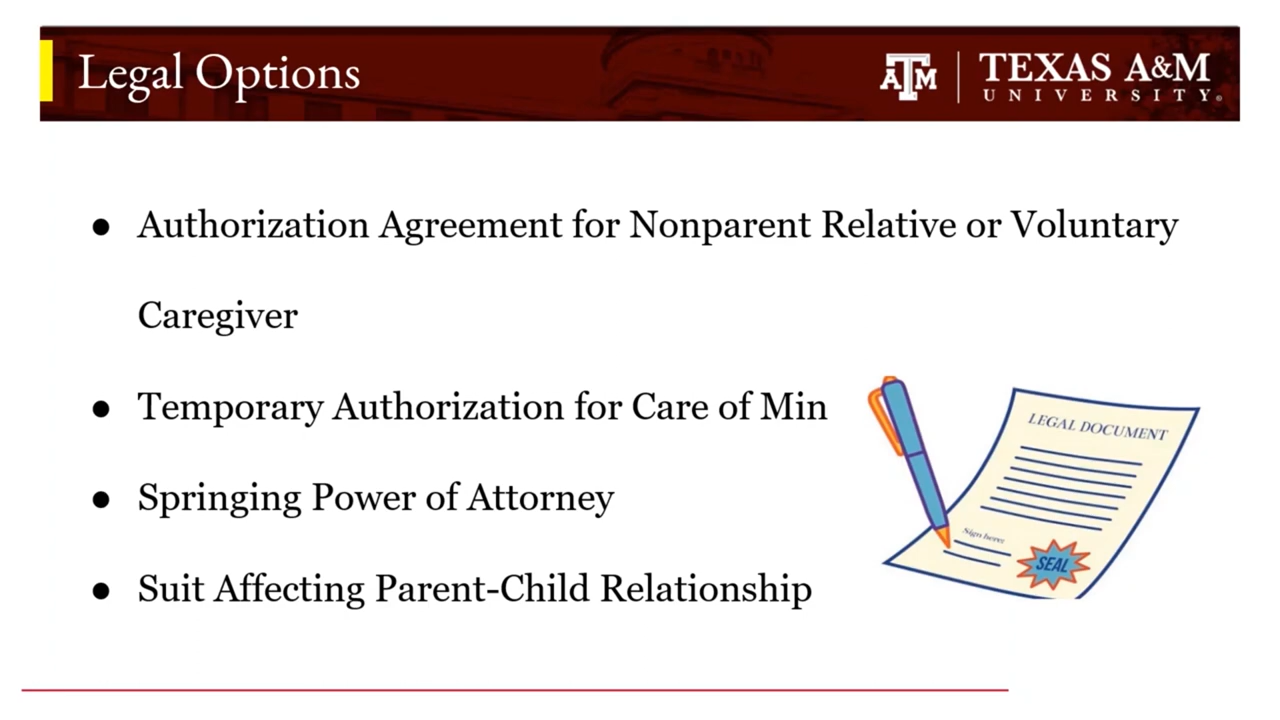 Legal Options
ATM
TEXAS A&M
UNIVERSITY®
● Authorization Agreement for Nonparent Relative or Voluntary
Caregiver
● Temporary Authorization for Care of Min
● Springing Power of Attorney
● Suit Affecting Parent-Child Relationship
LEGAL DOCUMENT
Sign here:
SEAL